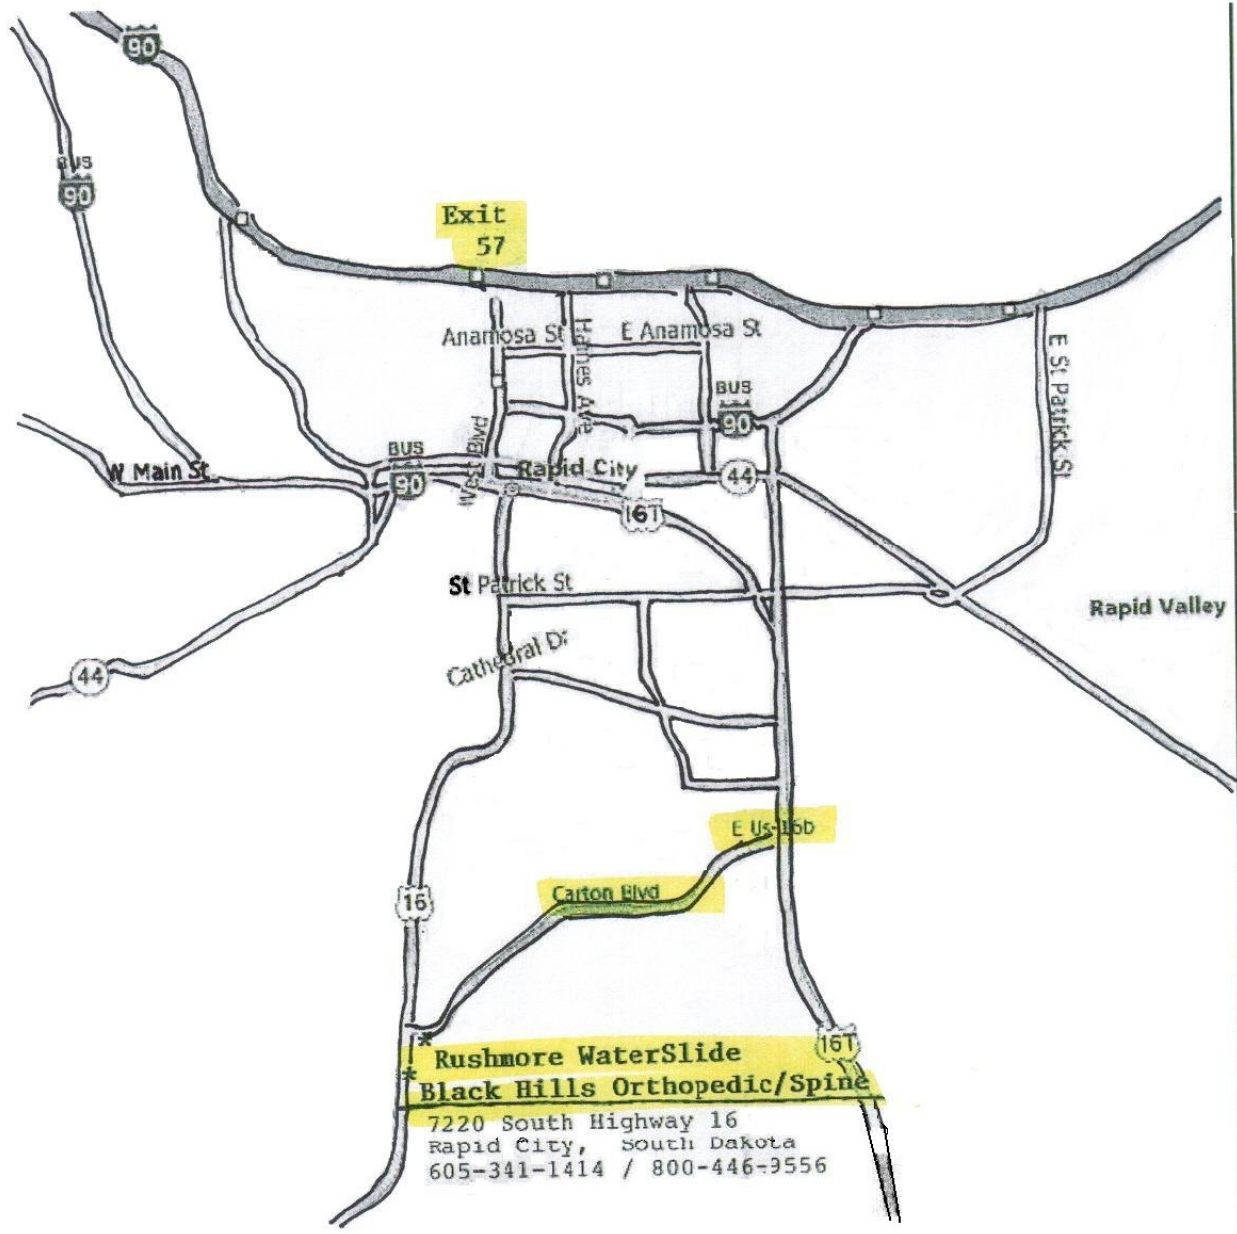 90
BUS
90
Exit
57
Anamosa St
E Anamosa St
Haines Ave
E St Patrick St
BUS
90
West Blvd
BUS
90
W Main St.
Rapid City
44
16T
St Patrick St
Rapid Valley
Cathedral Dr
44
E Us-16b
Carton Blvd
16
16T
* Rushmore WaterSlide
* Black Hills Orthopedic/Spine
7220 South Highway 16
Rapid City, South Dakota
605-341-1414 / 800-446-9556